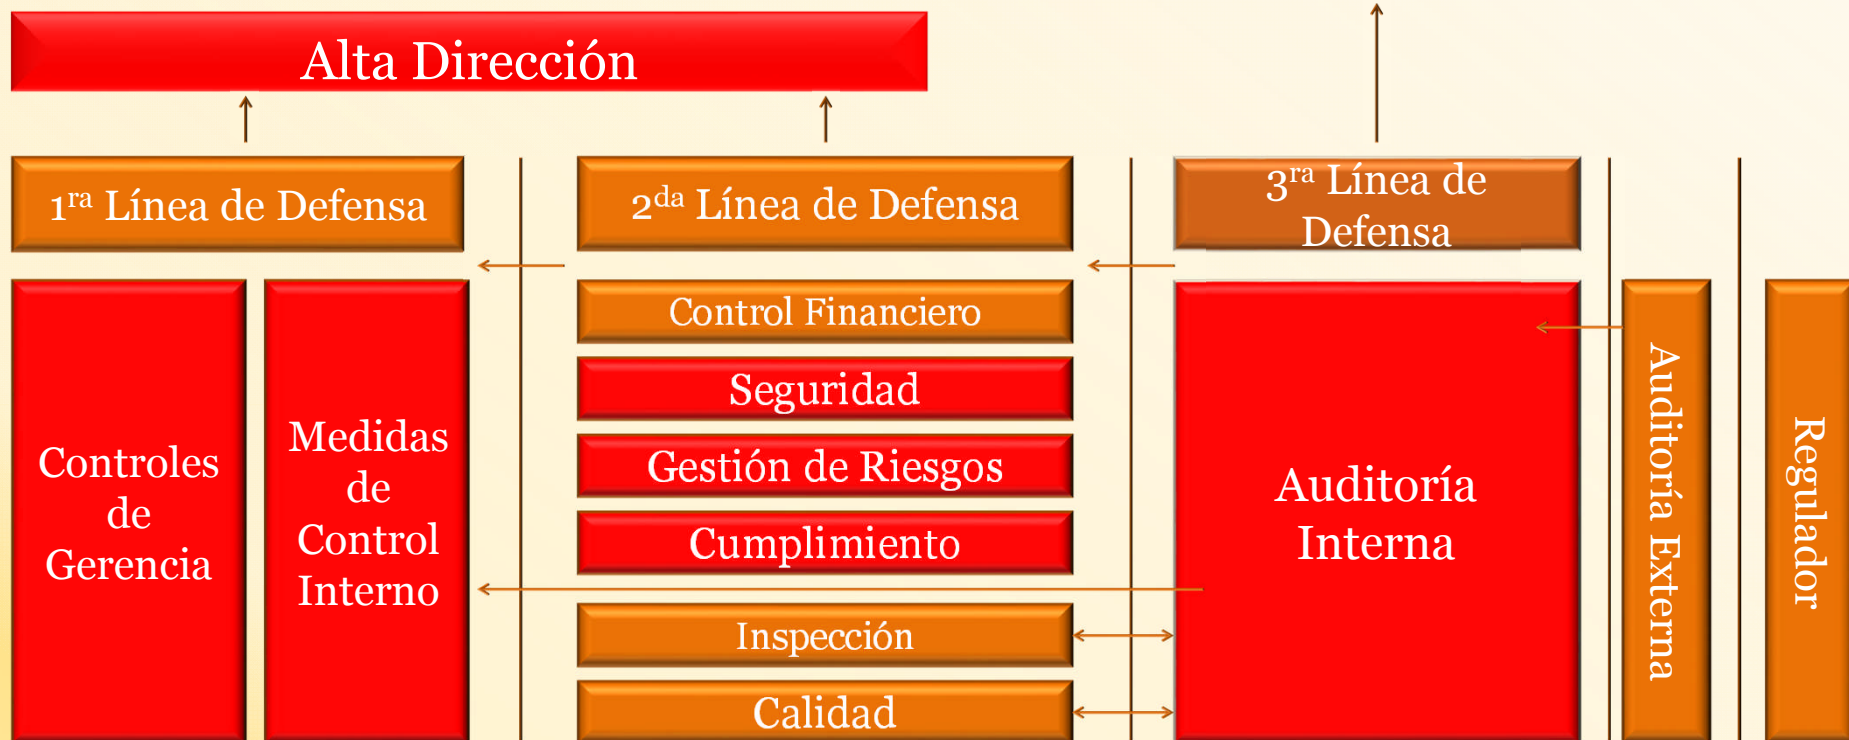 Alta Dirección
1ra Línea de Defensa
Controles
de
Gerencia
Medidas
de
Control
Interno
2da Línea de Defensa
Control Financiero
Seguridad
Gestión de Riesgos
Cumplimiento
Inspección
Calidad
3ra Línea de
Defensa
Auditoría
Interna
Auditoría Externa
Regulador